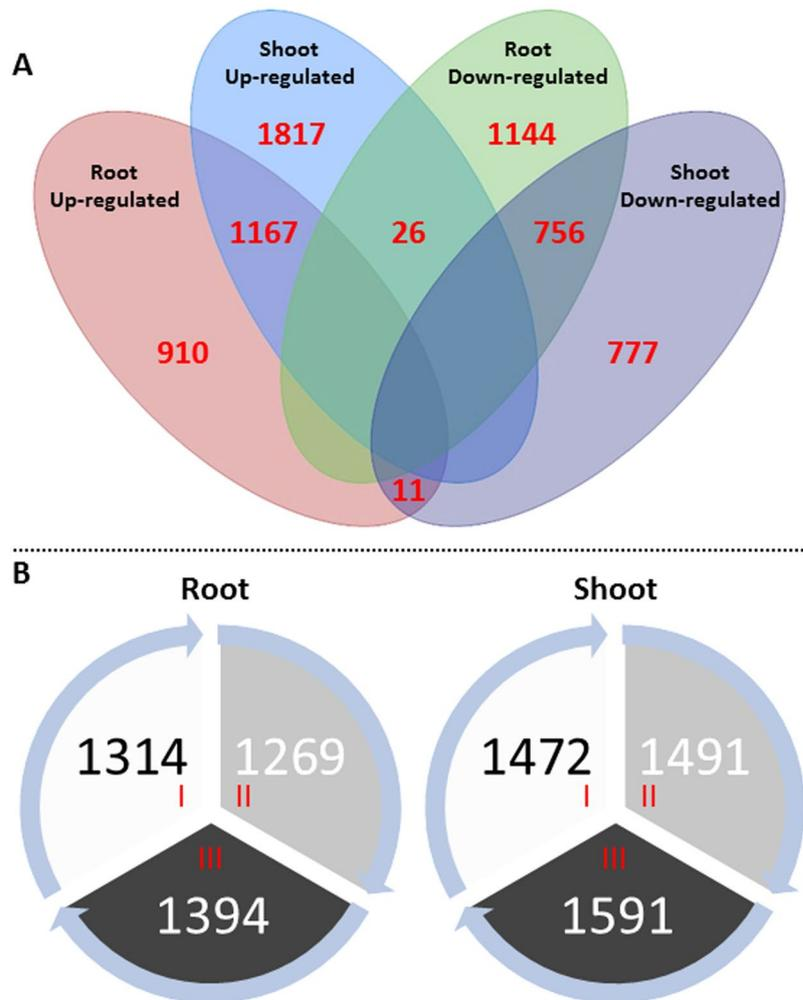 A
Shoot
Up-regulated
Root
Down-regulated
1817
1144
Root
Up-regulated
Shoot
Down-regulated
1167
26
756
910
777
11
B
Root
Shoot
1314
1269
1472
1491
I
II
I
II
III
III
1394
1591